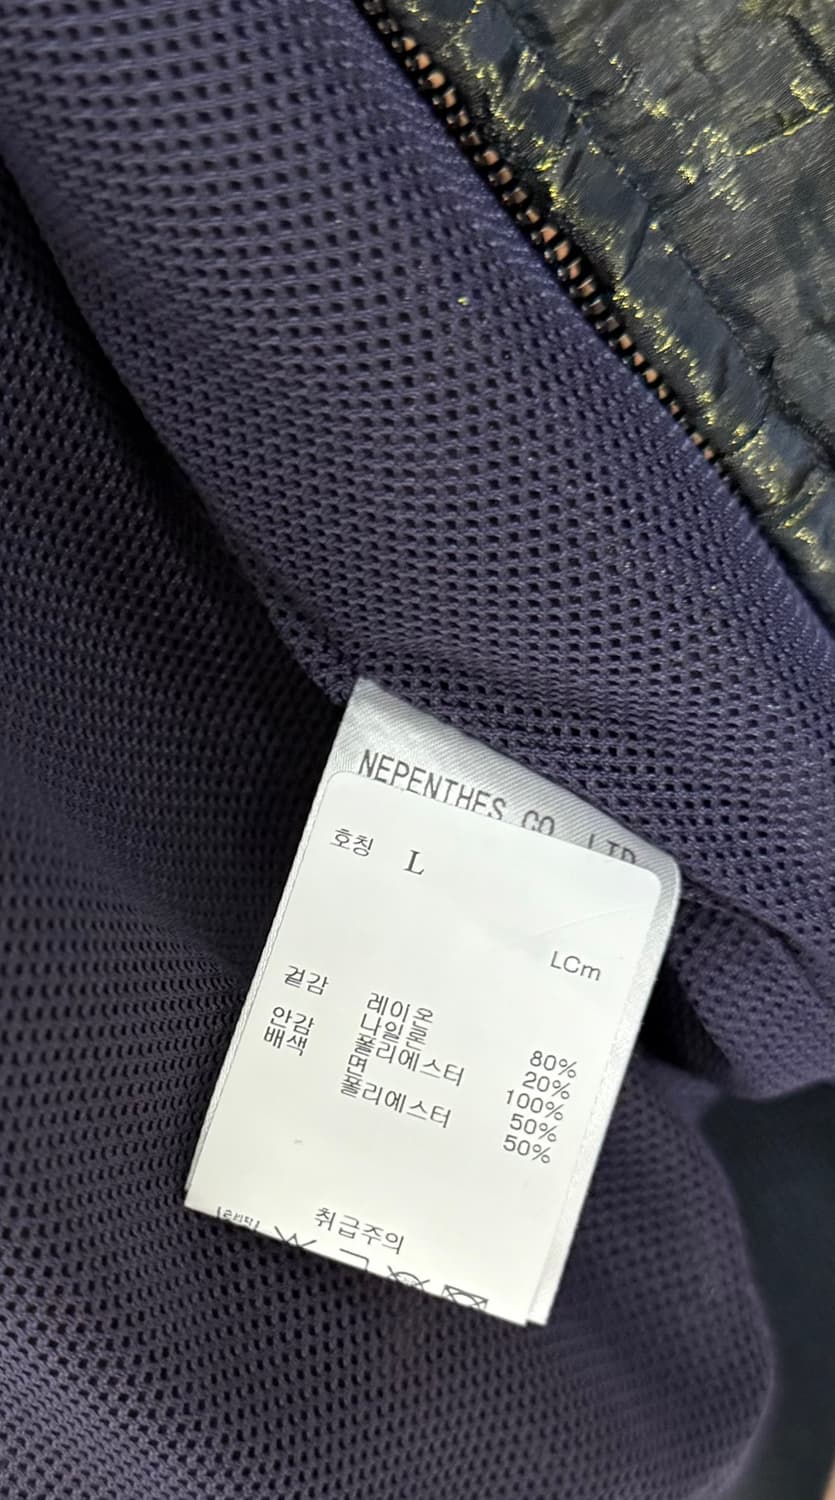 NEPENTHES CO., LTD
호칭 L
LCm
겉감 레이온 80%
나일론 20%
안감 폴리에스터 100%
배색 면 50%
폴리에스터 50%
취급주의